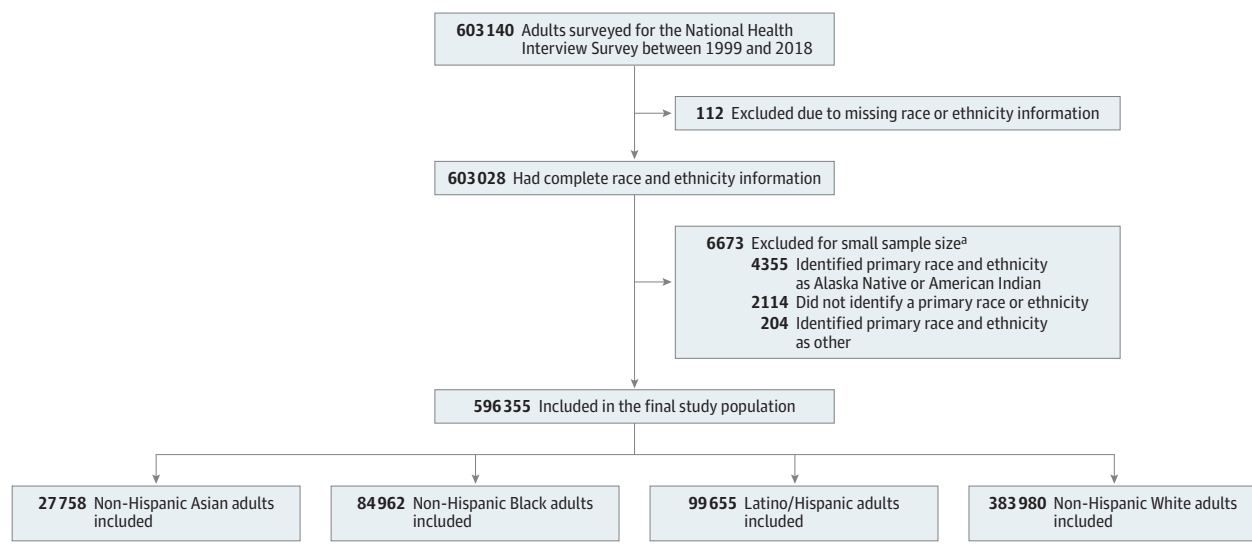 603140 Adults surveyed for the National Health
Interview Survey between 1999 and 2018
112 Excluded due to missing race or ethnicity information
603028 Had complete race and ethnicity information
6673 Excluded for small sample sizeᵃ
4355 Identified primary race and ethnicity
as Alaska Native or American Indian
2114 Did not identify a primary race or ethnicity
204 Identified primary race and ethnicity
as other
596355 Included in the final study population
27758 Non-Hispanic Asian adults
included
84962 Non-Hispanic Black adults
included
99655 Latino/Hispanic adults
included
383980 Non-Hispanic White adults
included